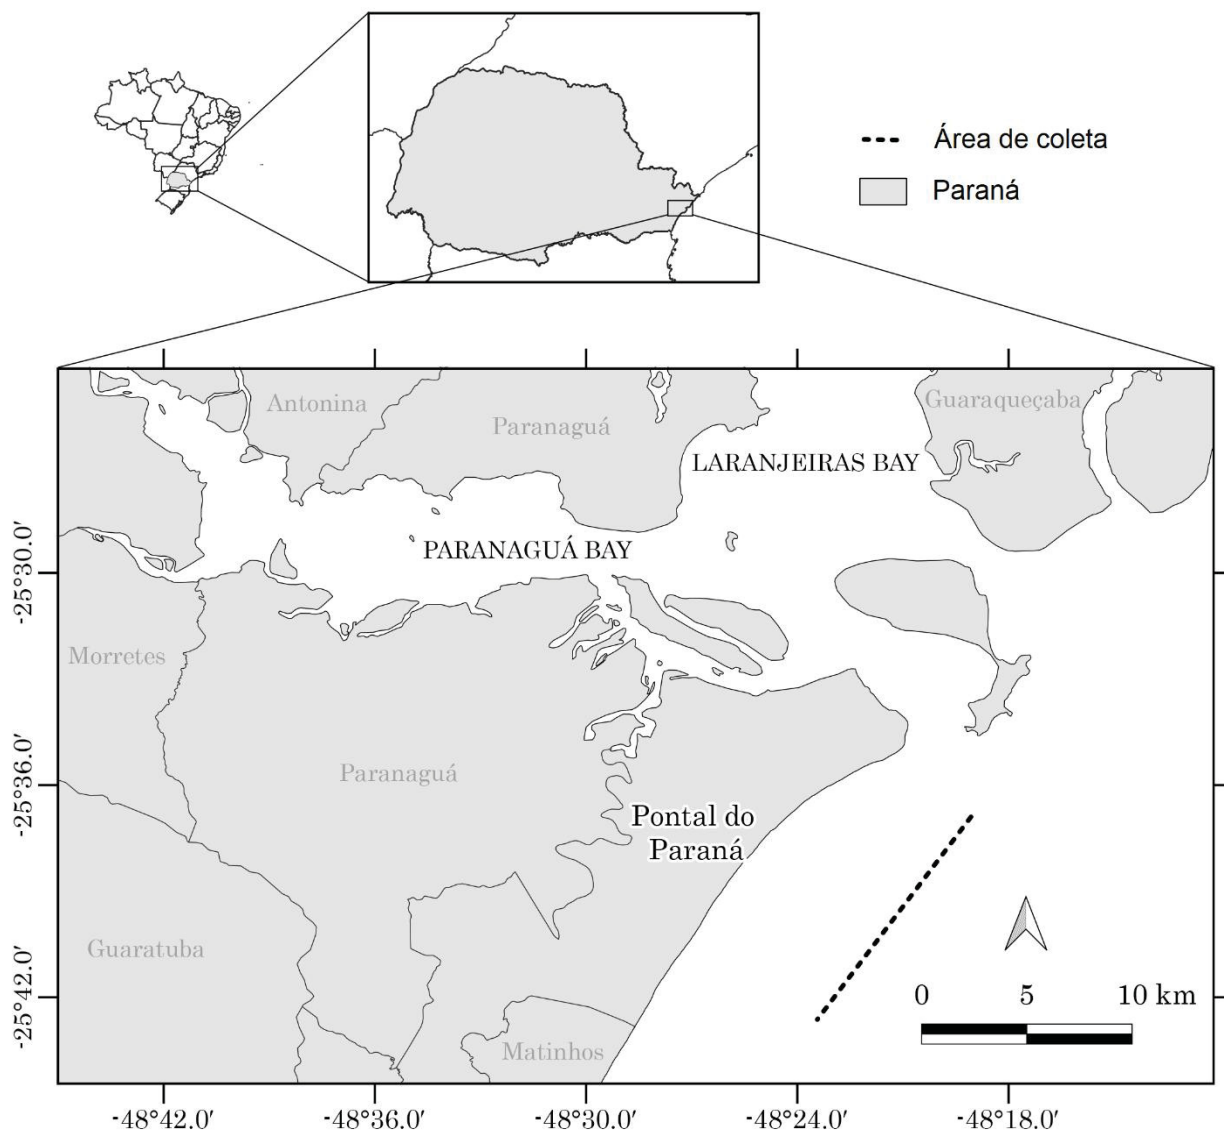 Área de coleta
Paraná
Antonina
Paranaguá
Guaraqueçaba
LARANJEIRAS BAY
PARANAGUÁ BAY
-25°30.0'
Morretes
Paranaguá
-25°36.0'
Pontal do
Paraná
Guaratuba
-25°42.0'
0 5 10 km
Matinhos
-48°42.0' -48°36.0' -48°30.0' -48°24.0' -48°18.0'